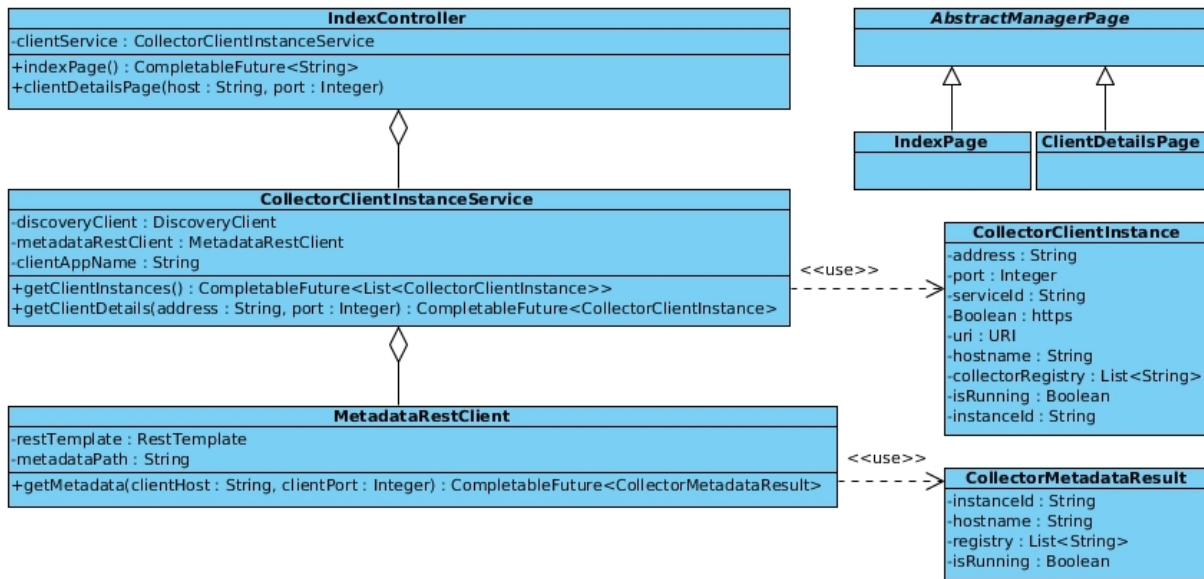 IndexController
-clientService : CollectorClientInstanceService
+indexPage() : CompletableFuture<String>
+clientDetailsPage(host : String, port : Integer)
AbstractManagerPage
IndexPage
ClientDetailsPage
CollectorClientInstanceService
-discoveryClient : DiscoveryClient
-metadataRestClient : MetadataRestClient
-clientAppName : String
+getClientInstances() : CompletableFuture<List<CollectorClientInstance>>
+getClientDetails(address : String, port : Integer) : CompletableFuture<CollectorClientInstance>
<<use>>
CollectorClientInstance
-address : String
-port : Integer
-serviceId : String
-Boolean : https
-uri : URI
-hostname : String
-collectorRegistry : List<String>
-isRunning : Boolean
-instanceId : String
MetadataRestClient
-restTemplate : RestTemplate
-metadataPath : String
+getMetadata(clientHost : String, clientPort : Integer) : CompletableFuture<CollectorMetadataResult>
<<use>>
CollectorMetadataResult
-instanceId : String
-hostname : String
-registry : List<String>
-isRunning : Boolean